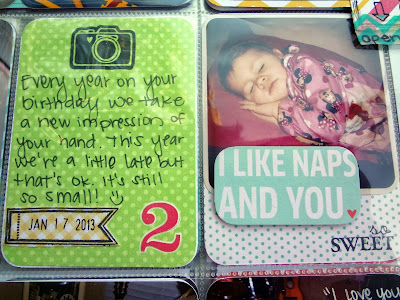 Every year on your
birthday we take
a new impression of
your hand. This year
we're a little late but
that's ok. It's still
so small!
JAN 17 2013
2
I LIKE NAPS
AND YOU.
so
SWEET
open
"I love you